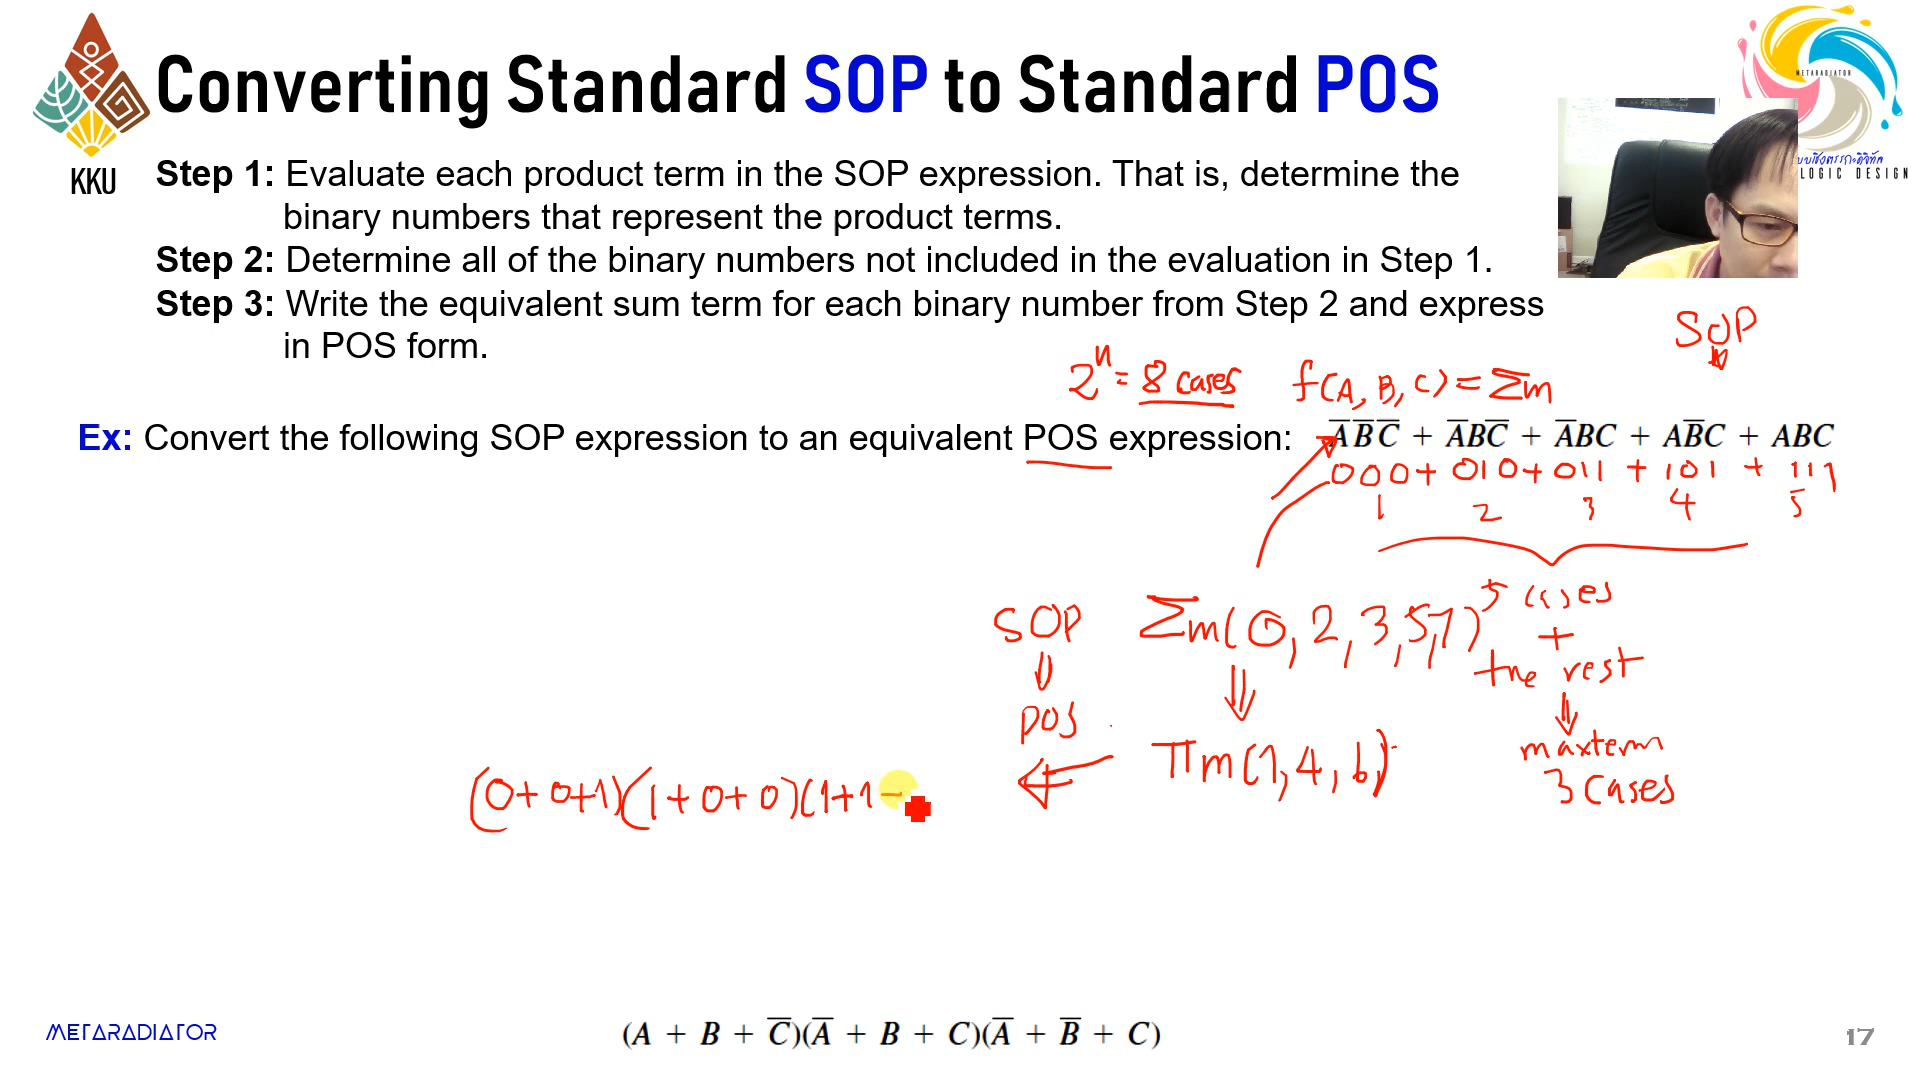 Converting Standard SOP to Standard POS
METARADIATOR
KKU
LOGIC DESIGN
Step 1: Evaluate each product term in the SOP expression. That is, determine the
binary numbers that represent the product terms.
Step 2: Determine all of the binary numbers not included in the evaluation in Step 1.
Step 3: Write the equivalent sum term for each binary number from Step 2 and express
in POS form.
SOP
2ⁿ = 8 cases f(A, B, C) = Σm
Ex: Convert the following SOP expression to an equivalent POS expression: A̅B̅C̅ + A̅BC̅ + A̅BC + AB̅C + ABC
000 + 010 + 011 + 101 + 111
1 2 3 4 5
SOP Σm(0, 2, 3, 5, 7) 5 cases
+
the rest
POS
πm(1, 4, 6) maxterm
3 cases
(0+0+1)(1+0+0)(1+1-
(A + B + C̅)(A̅ + B + C)(A̅ + B̅ + C)
METARADIATOR
17